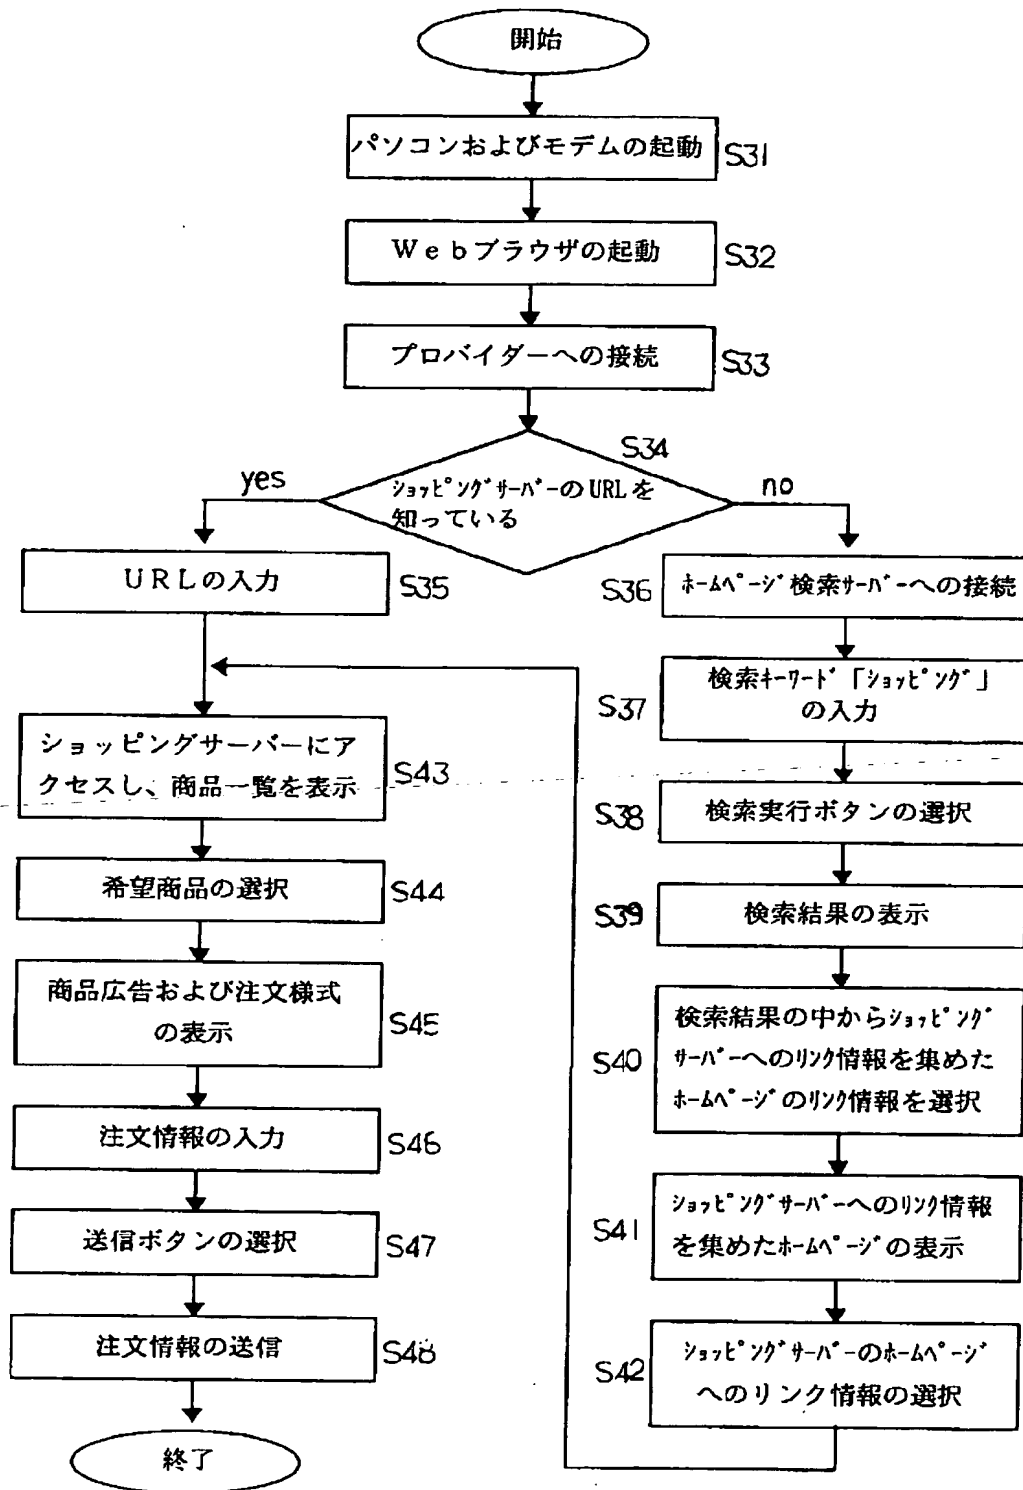 開始
パソコンおよびモデムの起動
S31
Webブラウザの起動
S32
プロバイダーへの接続
S33
S34
ショッピングサーバーのURLを
知っている
yes
no
URLの入力
S35
S36
ホームページ検索サーバーへの接続
S37
検索キーワード「ショッピング」
の入力
ショッピングサーバーにア
クセスし、商品一覧を表示
S43
S38
検索実行ボタンの選択
希望商品の選択
S44
S39
検索結果の表示
商品広告および注文様式
の表示
S45
S40
検索結果の中からショッピング
サーバーへのリンク情報を集めた
ホームページのリンク情報を選択
注文情報の入力
S46
S41
ショッピングサーバーへのリンク情報
を集めたホームページの表示
送信ボタンの選択
S47
注文情報の送信
S48
S42
ショッピングサーバーのホームページ
へのリンク情報の選択
終了